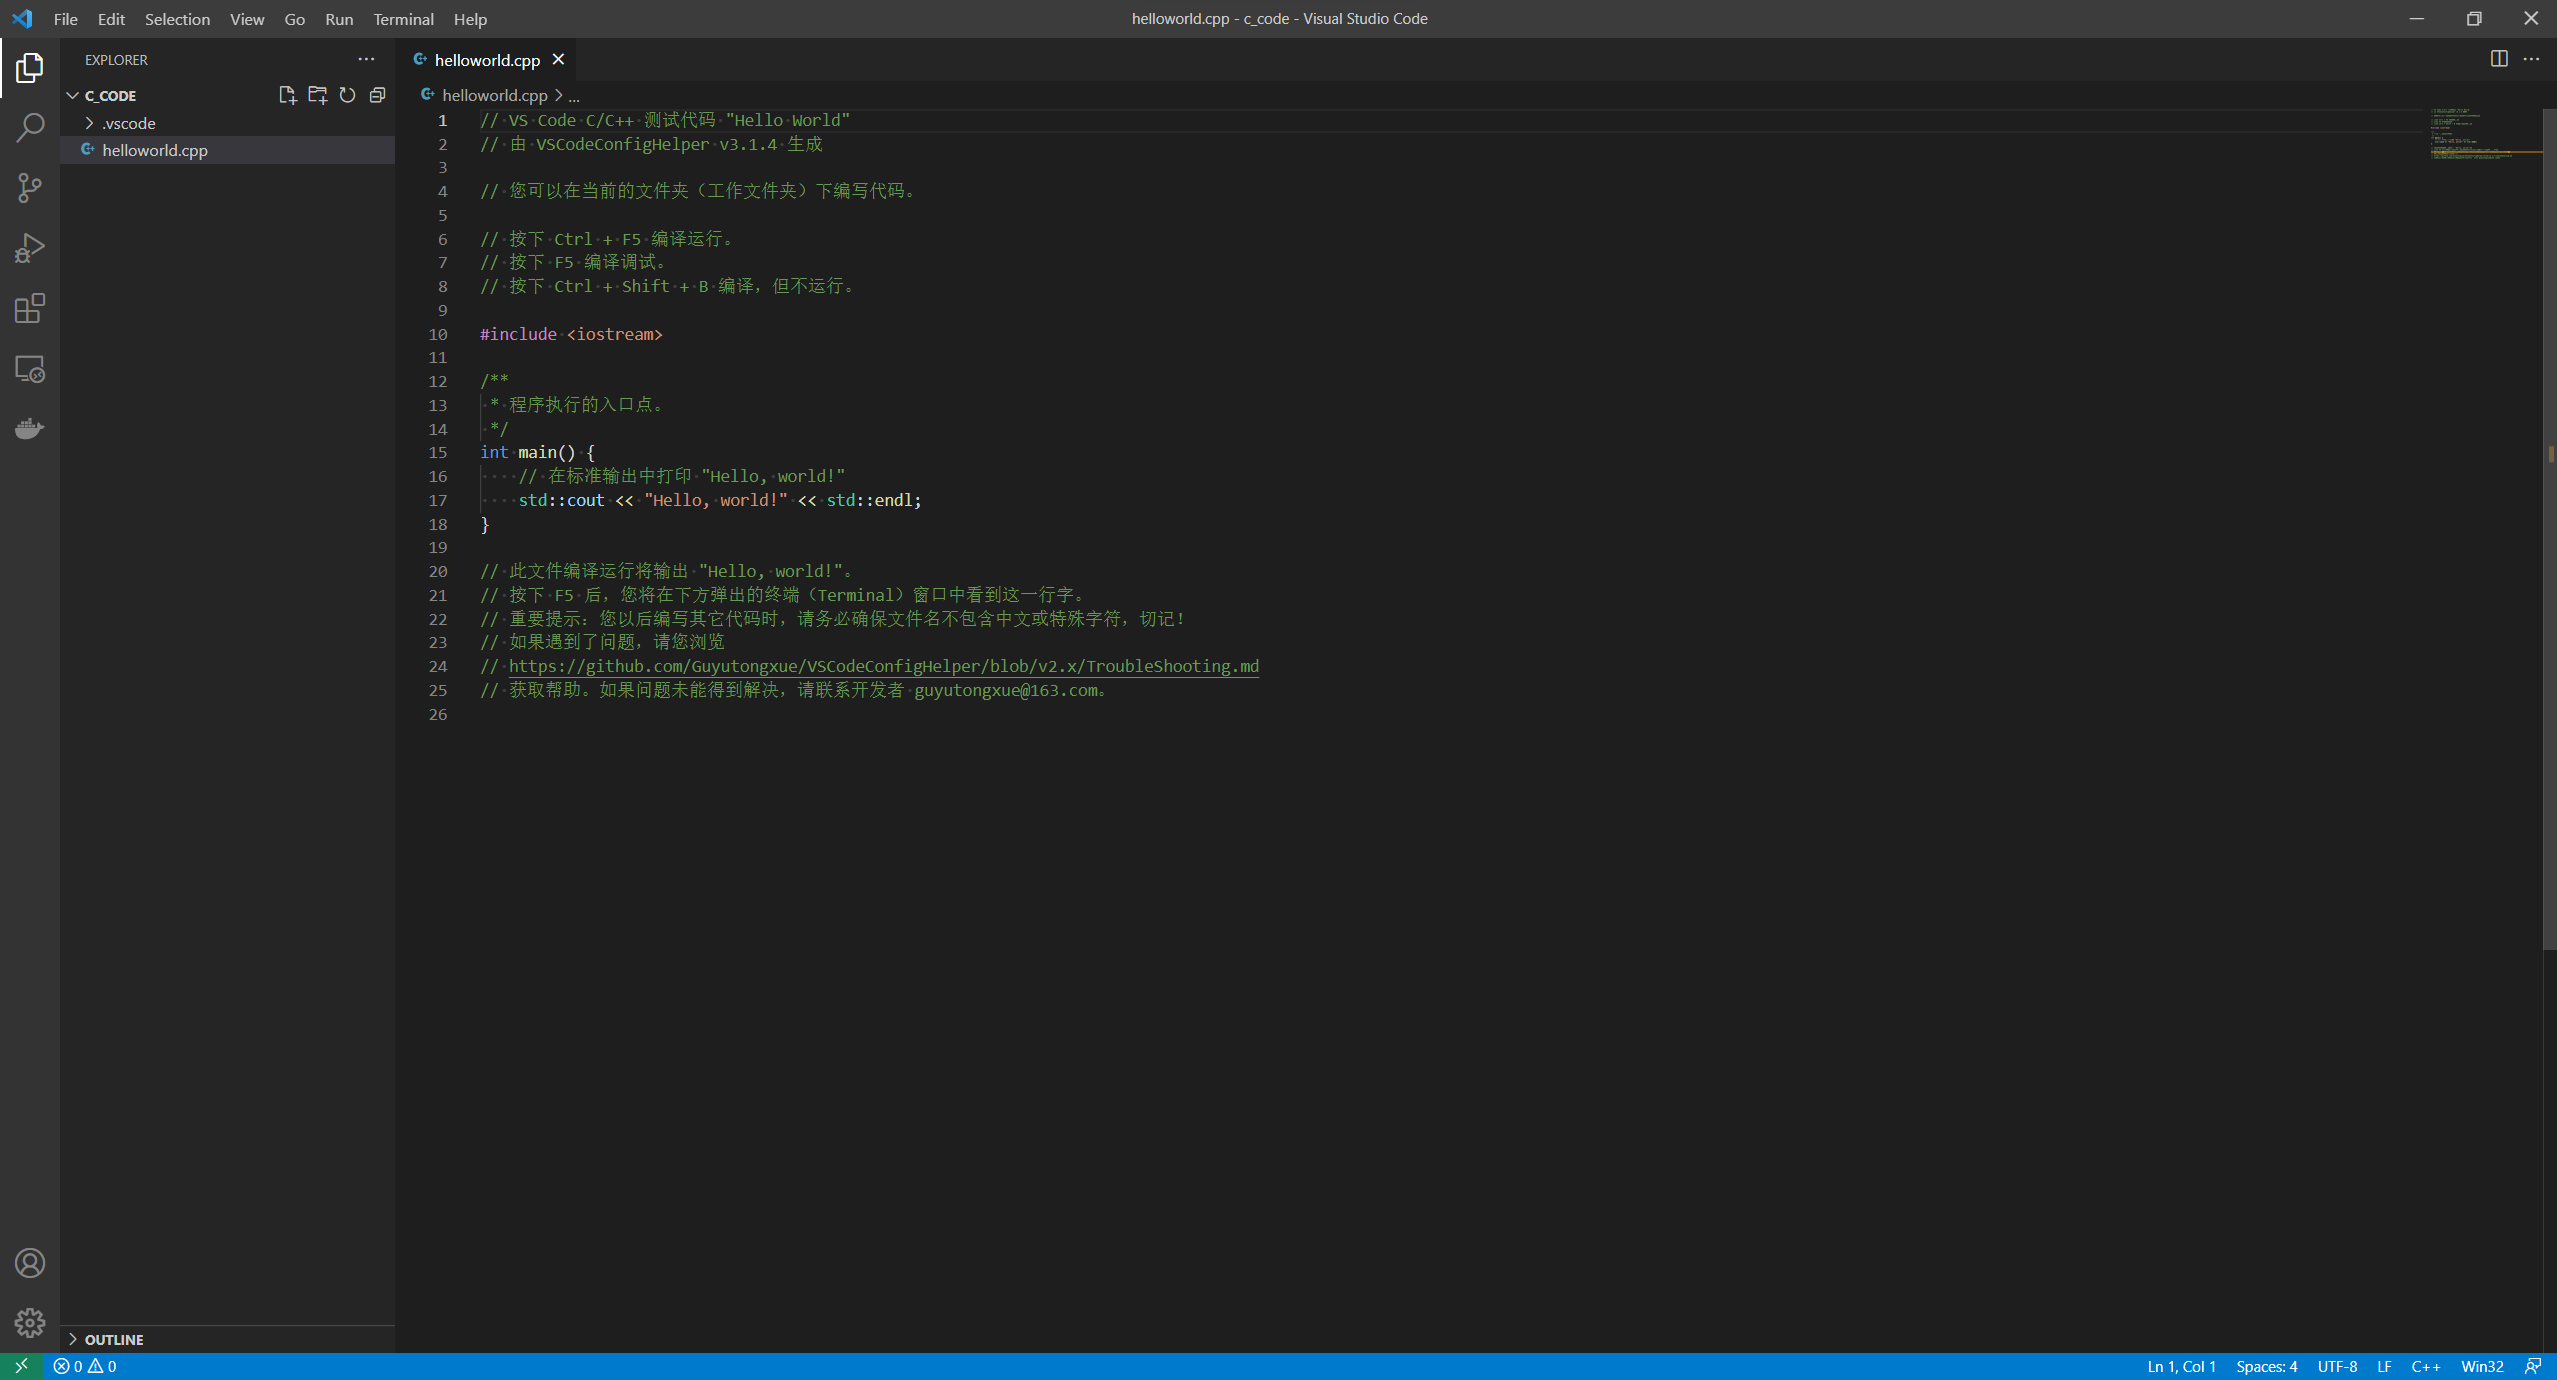 File Edit Selection View Go Run Terminal Help
helloworld.cpp - c_code - Visual Studio Code
EXPLORER
C_CODE
.vscode
helloworld.cpp
OUTLINE
helloworld.cpp
helloworld.cpp > ...
1 // VS Code C/C++ 测试代码 "Hello World"
2 // 由 VSCodeConfigHelper v3.1.4 生成
3
4 // 您可以在当前的文件夹（工作文件夹）下编写代码。
5
6 // 按下 Ctrl + F5 编译运行。
7 // 按下 F5 编译调试。
8 // 按下 Ctrl + Shift + B 编译，但不运行。
9
10 #include <iostream>
11
12 /**
13  * 程序执行的入口点。
14  */
15 int main() {
16     // 在标准输出中打印 "Hello, world!"
17     std::cout << "Hello, world!" << std::endl;
18 }
19
20 // 此文件编译运行将输出 "Hello, world!"。
21 // 按下 F5 后，您将在下方弹出的终端（Terminal）窗口中看到这一行字。
22 // 重要提示：您以后编写其它代码时，请务必确保文件名不包含中文或特殊字符，切记！
23 // 如果遇到了问题，请您浏览
24 // https://github.com/Guyutongxue/VSCodeConfigHelper/blob/v2.x/TroubleShooting.md
25 // 获取帮助。如果问题未能得到解决，请联系开发者 guyutongxue@163.com。
26
0 0
Ln 1, Col 1 Spaces: 4 UTF-8 LF C++ Win32